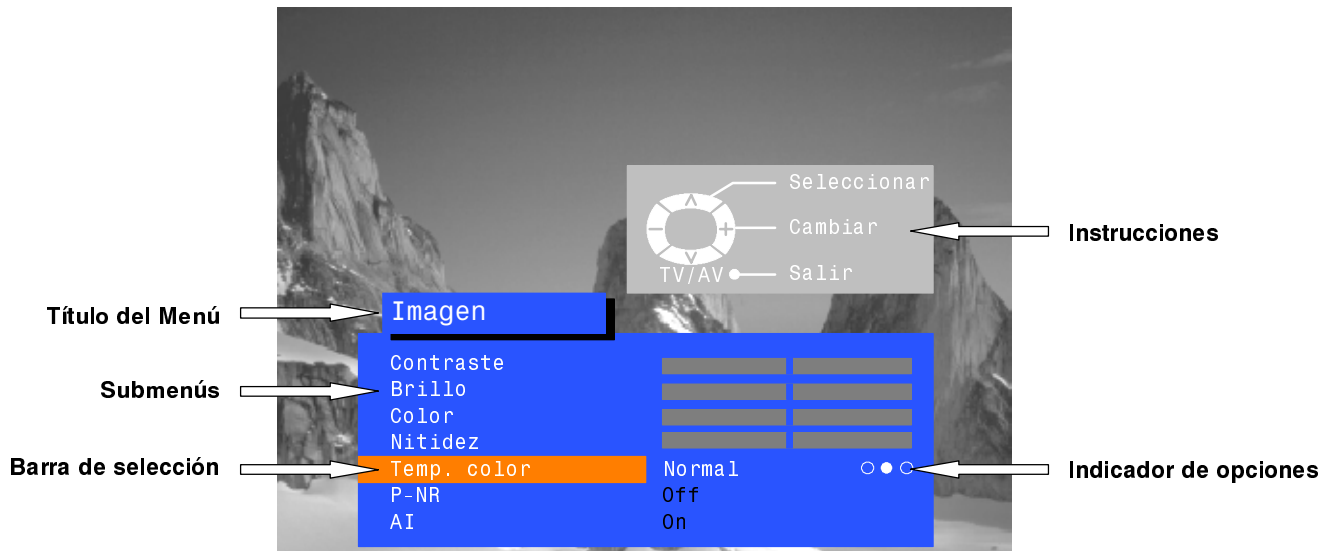 Seleccionar
Cambiar
TV/AV Salir
Instrucciones
Título del Menú
Imagen
Contraste
Submenús
Brillo
Color
Nitidez
Barra de selección
Temp. color Normal
Indicador de opciones
P-NR Off
AI On